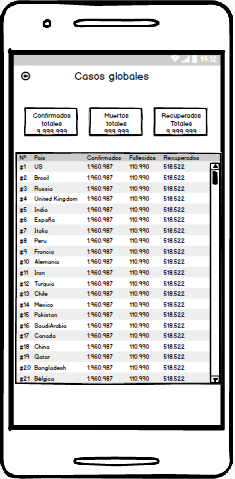 19:12
Casos globales
Confirmados totales 9.999.999
Muertos totales 999.999
Recuperados Totales 9.999.999
Nº Pais Confirmados Fallecidos Recuperados
#1 US 1.960.987 110.990 518.522
#2 Brasil 1.960.987 110.990 518.522
#3 Russia 1.960.987 110.990 518.522
#4 United Kingdom 1.960.987 110.990 518.522
#5 India 1.960.987 110.990 518.522
#6 España 1.960.987 110.990 518.522
#7 Italia 1.960.987 110.990 518.522
#8 Peru 1.960.987 110.990 518.522
#9 Francia 1.960.987 110.990 518.522
#10 Alemania 1.960.987 110.990 518.522
#11 Iran 1.960.987 110.990 518.522
#12 Turquia 1.960.987 110.990 518.522
#13 Chile 1.960.987 110.990 518.522
#14 Mexico 1.960.987 110.990 518.522
#15 Pakistan 1.960.987 110.990 518.522
#16 SaudiArabia 1.960.987 110.990 518.522
#17 Canada 1.960.987 110.990 518.522
#18 China 1.960.987 110.990 518.522
#19 Qatar 1.960.987 110.990 518.522
#20 Bangladesh 1.960.987 110.990 518.522
#21 Bélgica 1.960.987 110.990 518.522